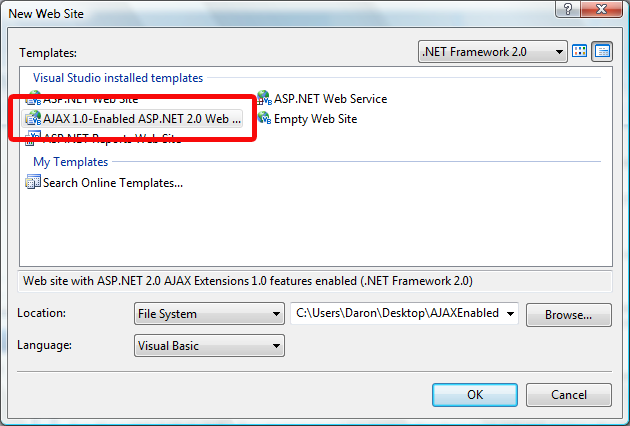 New Web Site
Templates:
.NET Framework 2.0
Visual Studio installed templates
ASP.NET Web Site
ASP.NET Web Service
AJAX 1.0-Enabled ASP.NET 2.0 Web ...
Empty Web Site
ASP.NET Reports Web Site
My Templates
Search Online Templates...
Web site with ASP.NET 2.0 AJAX Extensions 1.0 features enabled (.NET Framework 2.0)
Location:
File System
C:\Users\Daron\Desktop\AJAXEnabled
Browse...
Language:
Visual Basic
OK
Cancel